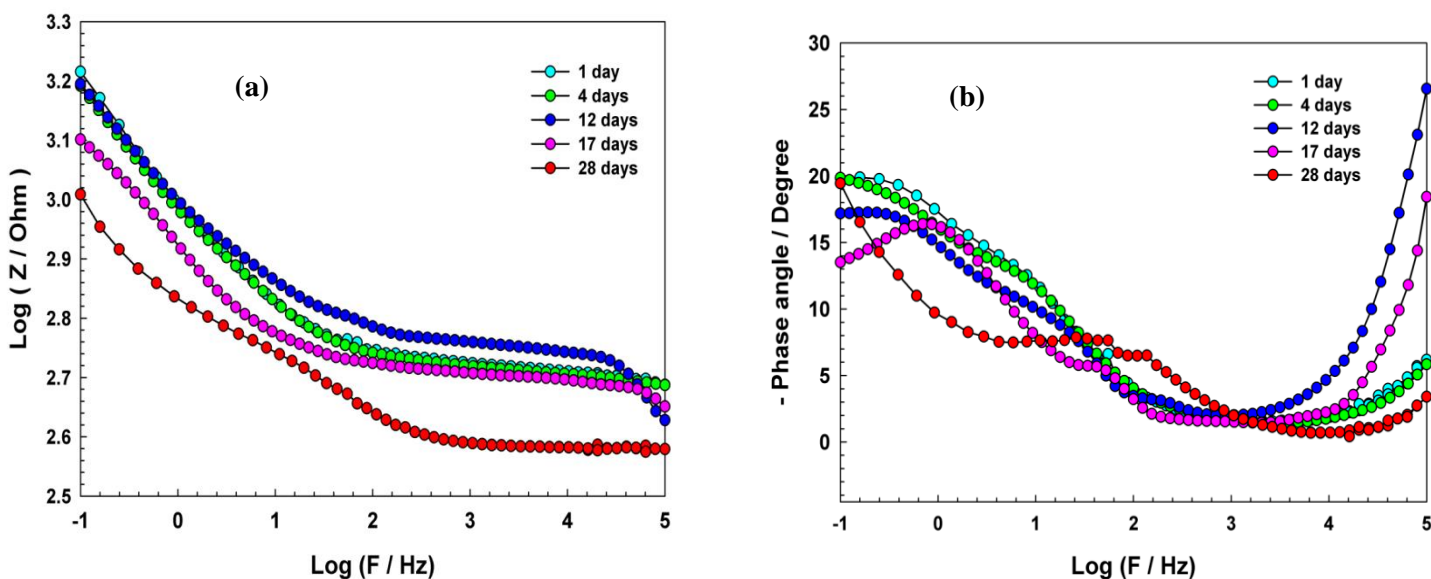 (a)
Log ( Z / Ohm )
3.3
3.2
3.1
3.0
2.9
2.8
2.7
2.6
2.5
1 day
4 days
12 days
17 days
28 days
-1 0 1 2 3 4 5
Log (F / Hz)
(b)
- Phase angle / Degree
30
25
20
15
10
5
0
1 day
4 days
12 days
17 days
28 days
-1 0 1 2 3 4 5
Log (F / Hz)